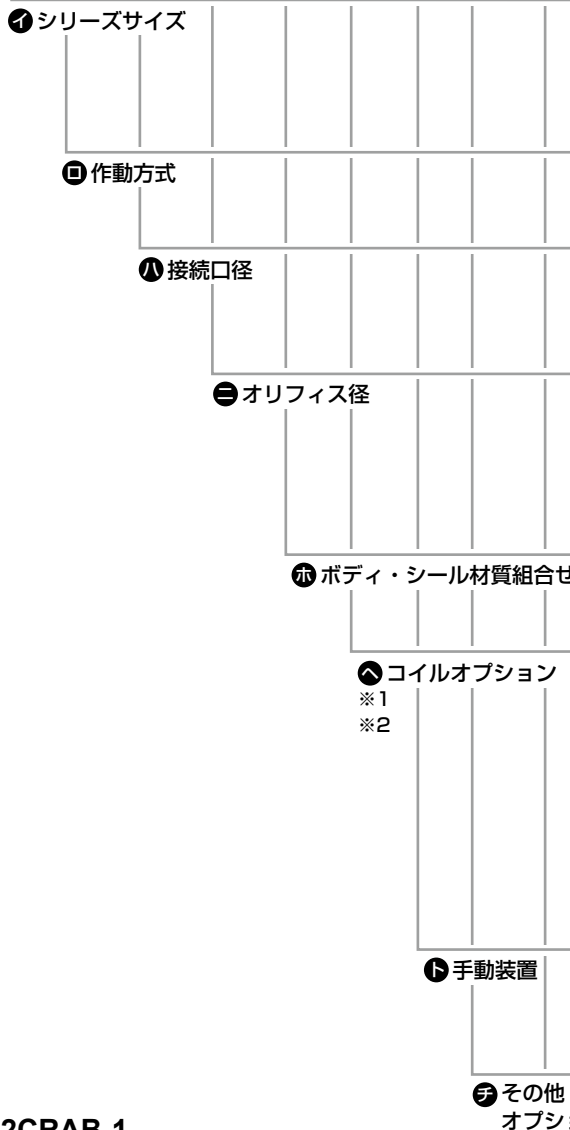 イ シリーズサイズ
ロ 作動方式
ハ 接続口径
ニ オリフィス径
ホ ボディ・シール材質組合せ
ヘ コイルオプション
※1
※2
ト 手動装置
チ その他
オプショ
2CRAB-1